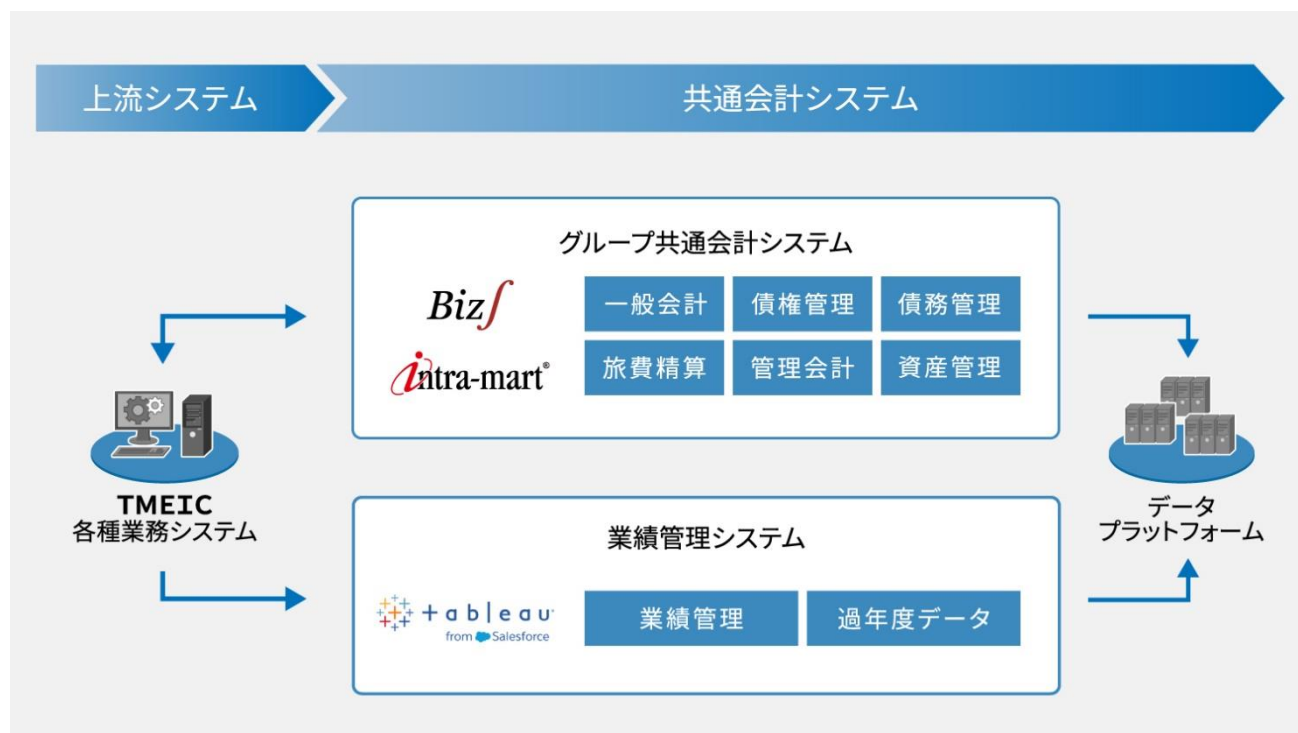 上流システム
共通会計システム
グループ共通会計システム
Biz∫
一般会計
債権管理
債務管理
intra-mart®
旅費精算
管理会計
資産管理
TMEIC
各種業務システム
データ
プラットフォーム
業績管理システム
+ableau
from Salesforce
業績管理
過年度データ